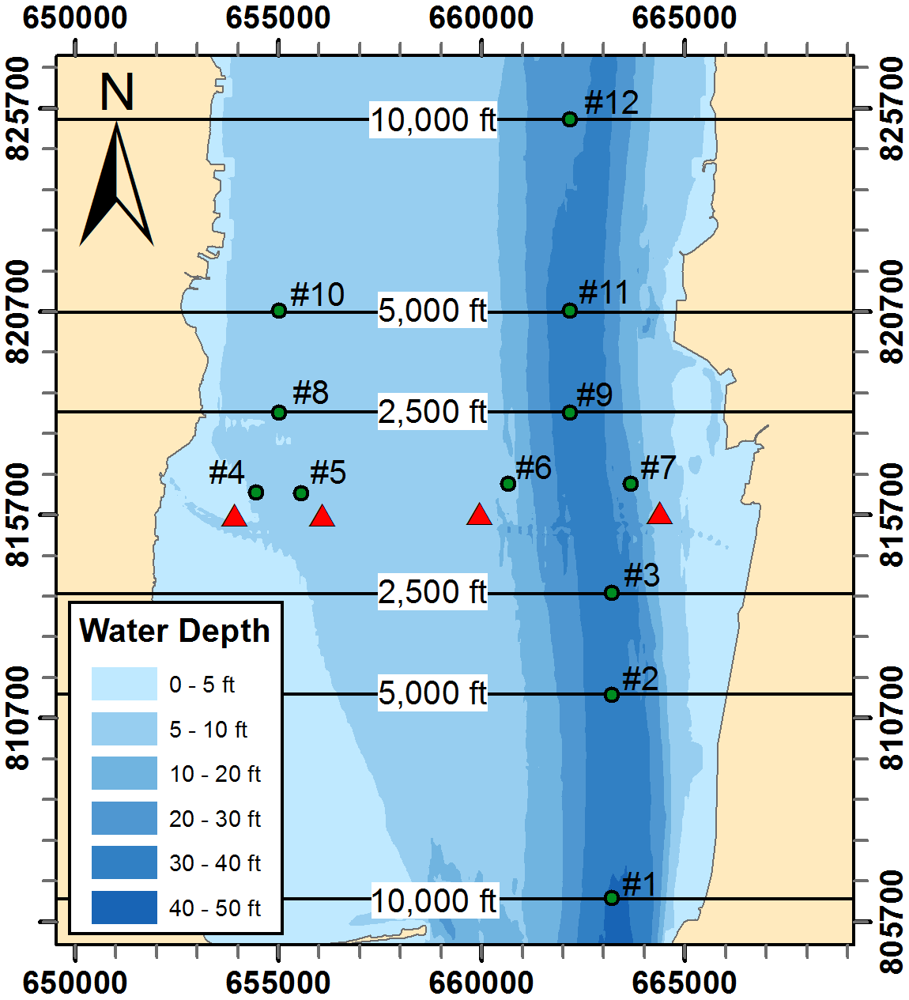 650000 655000 660000 665000
825700
825700
N
#12
10,000 ft
820700
820700
#10
#11
5,000 ft
#8
#9
2,500 ft
815700
815700
#4
#5
#6
#7
#3
2,500 ft
810700
810700
#2
5,000 ft
Water Depth
0 - 5 ft
5 - 10 ft
10 - 20 ft
20 - 30 ft
30 - 40 ft
40 - 50 ft
#1
10,000 ft
805700
805700
650000 655000 660000 665000